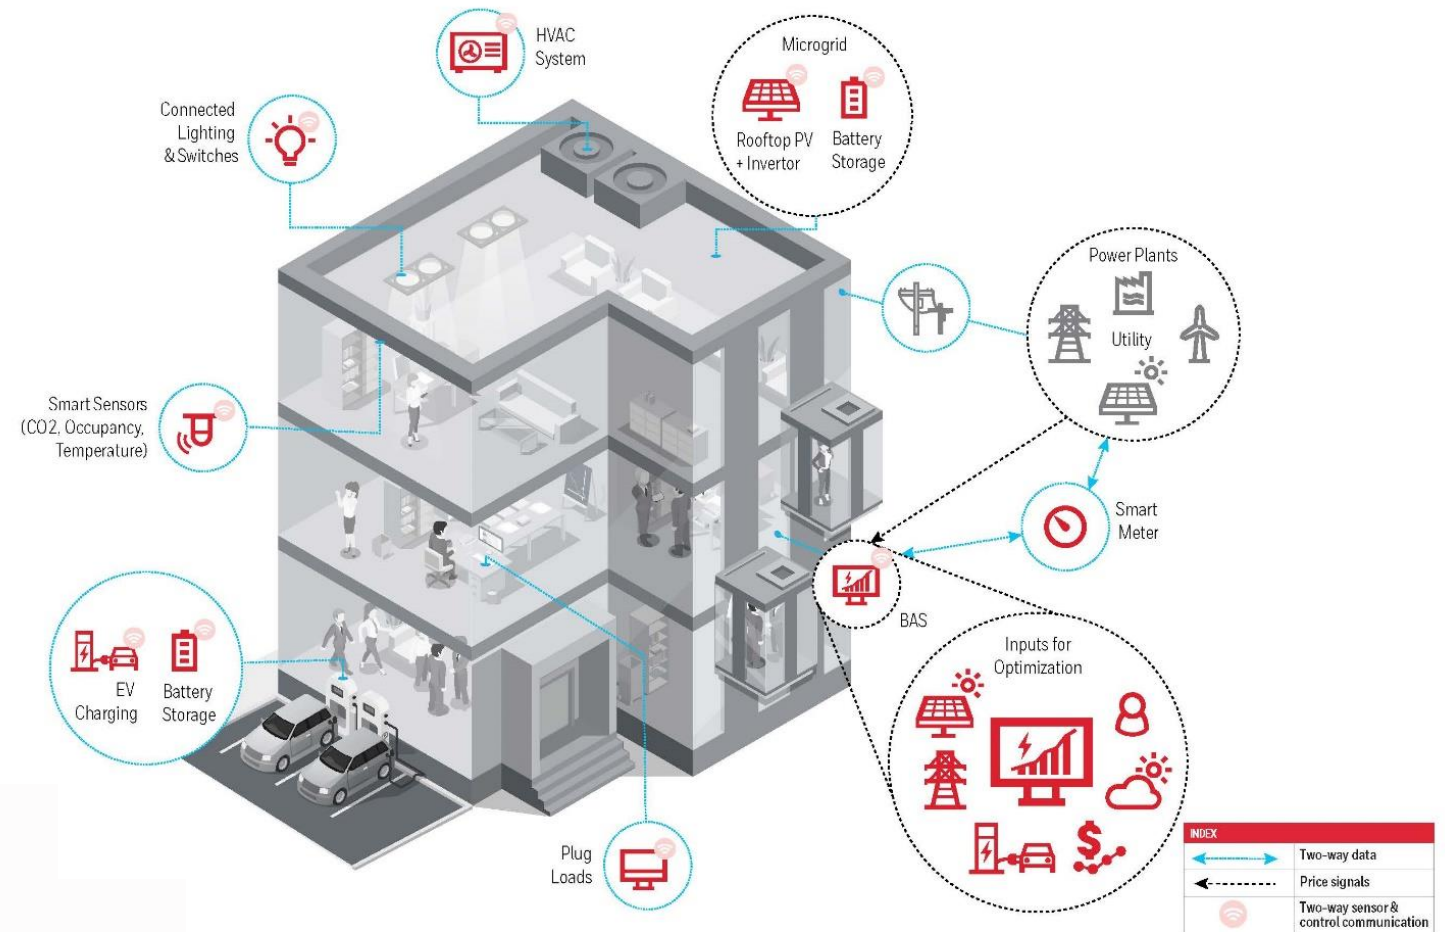 HVAC
System
Microgrid
Rooftop PV
+ Invertor
Battery
Storage
Connected
Lighting
& Switches
Power Plants
Utility
Smart Sensors
(CO2, Occupancy,
Temperature)
Smart
Meter
BAS
Inputs for
Optimization
EV
Charging
Battery
Storage
Plug
Loads
INDEX
Two-way data
Price signals
Two-way sensor &
control communication
$